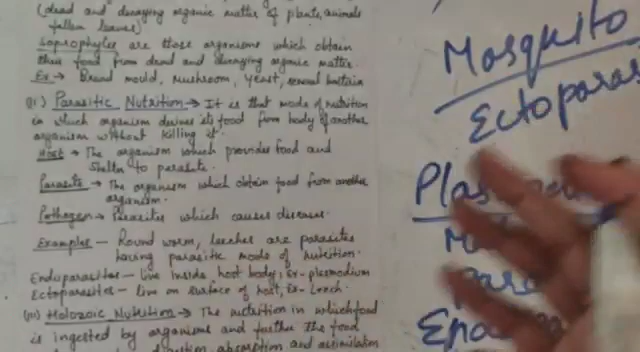 (dead and decaying organic matter of plants, animals
fallen leaves)
Saprophytes are those organisms which obtain
their food from dead and decaying organic matter.
Ex → Bread mould, Mushroom, Yeast, several bacteria
(ii) Parasitic Nutrition → It is that mode of nutrition
in which organism derives its food from body of another
organism without killing it.
Host → The organism which provides food and
shelter to parasite.
Parasite → The organism which obtain food from another
organism.
Pathogen → Parasites which causes diseases.
Examples — Round worm, leeches are parasites
having parasitic mode of nutrition.
Endoparasites — live inside host body; Ex - plasmodium
Ectoparasites — live on surface of host, Ex - Leech.
(iii) Holozoic Nutrition → The nutrition in which food
is ingested by organisms and further the food
absorption and assimilation
Mosquito
Ectoparas